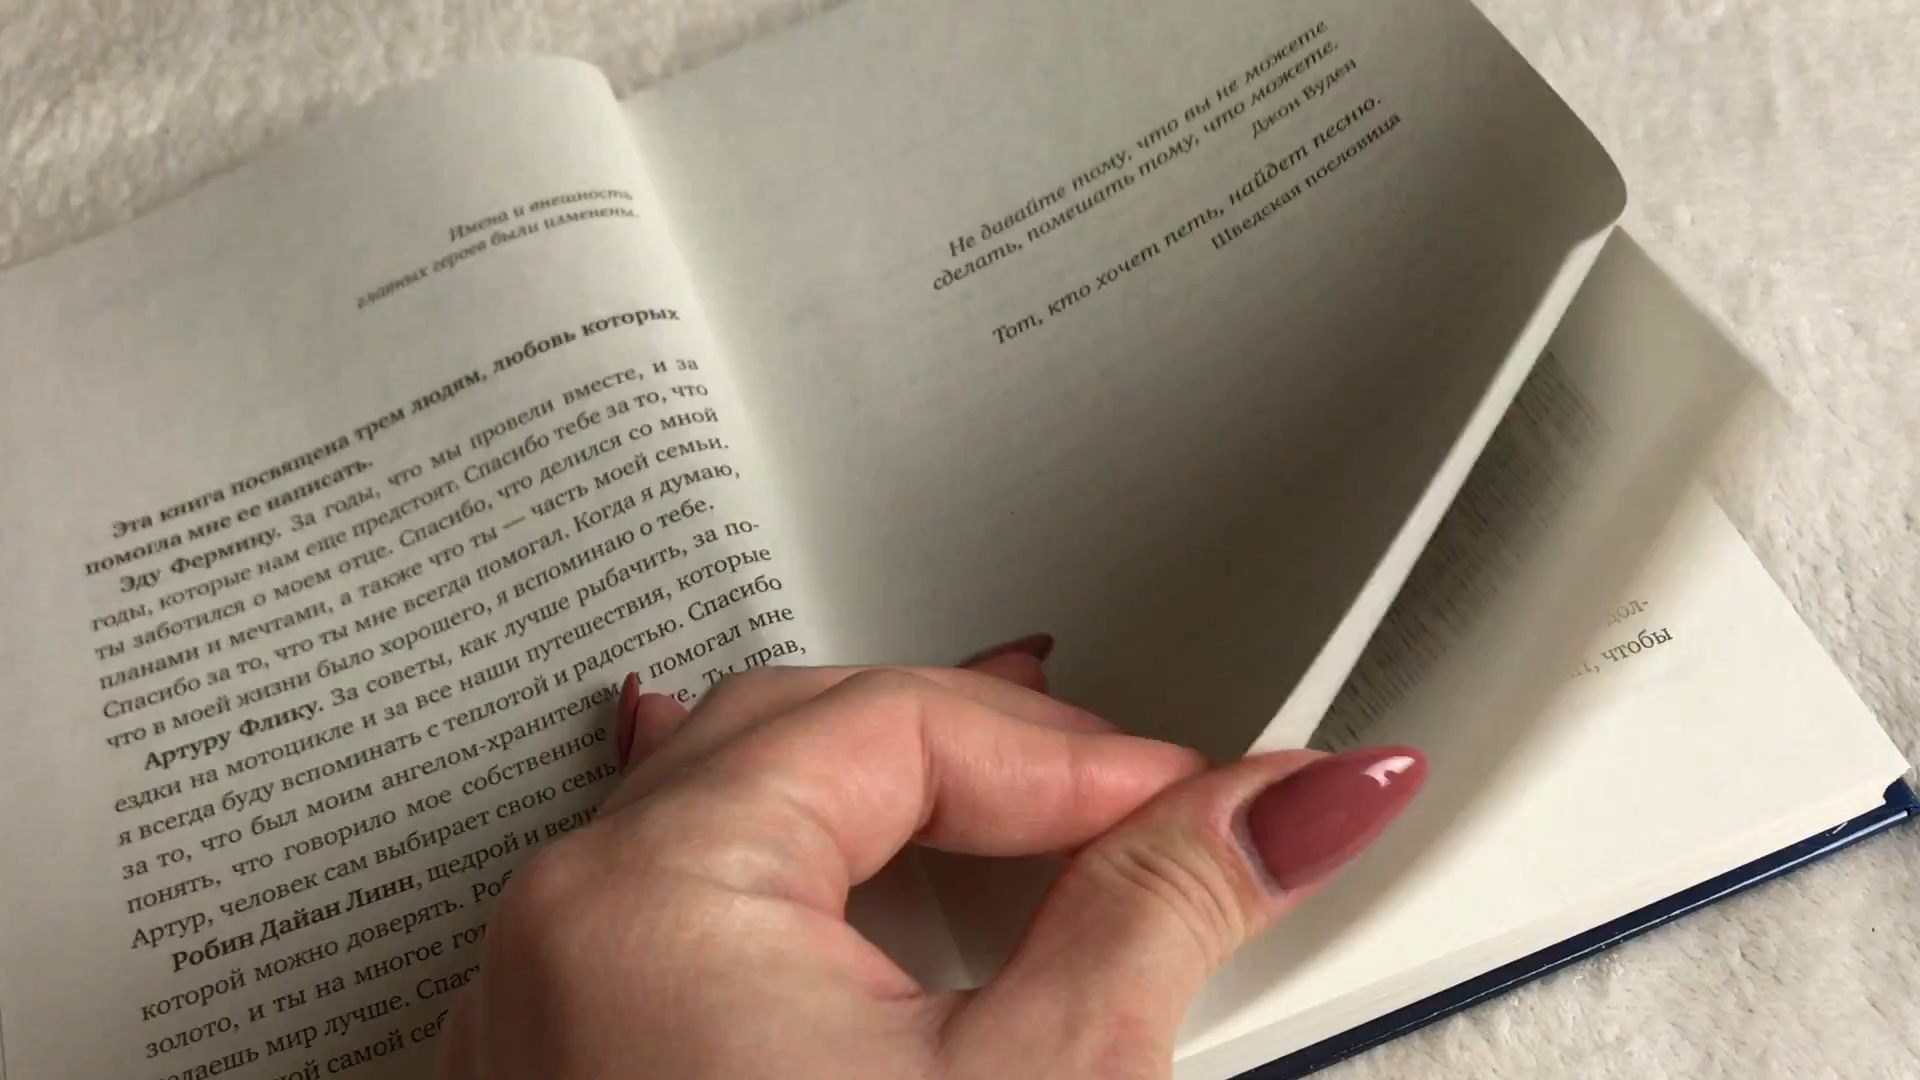 Имена и внешность
главных героев были изменены.
Эта книга посвящена трем людям, любовь которых
помогла мне ее написать.
Эду Фермину. За годы, что мы провели вместе, и за
годы, которые нам еще предстоят. Спасибо тебе за то, что
ты заботился о моем отце. Спасибо, что делился со мной
планами и мечтами, а также что ты — часть моей семьи.
Спасибо за то, что ты мне всегда помогал. Когда я думаю,
что в моей жизни было хорошего, я вспоминаю о тебе.
Артуру Флику. За советы, как лучше рыбачить, за по-
ездки на мотоцикле и за все наши путешествия, которые
я всегда буду вспоминать с теплотой и радостью. Спасибо
за то, что был моим ангелом-хранителем и помогал мне
понять, что говорило мое собственное Ты прав,
Артур, человек сам выбирает свою
Робин Дайан Линн, щедрой и
которой можно доверять.
золото, и ты на многое
мир лучше.
самой
Не давайте тому, что вы не можете
сделать, помешать тому, что можете.
Джон Вуден
Тот, кто хочет петь, найдет песню.
Шведская пословица
чтобы